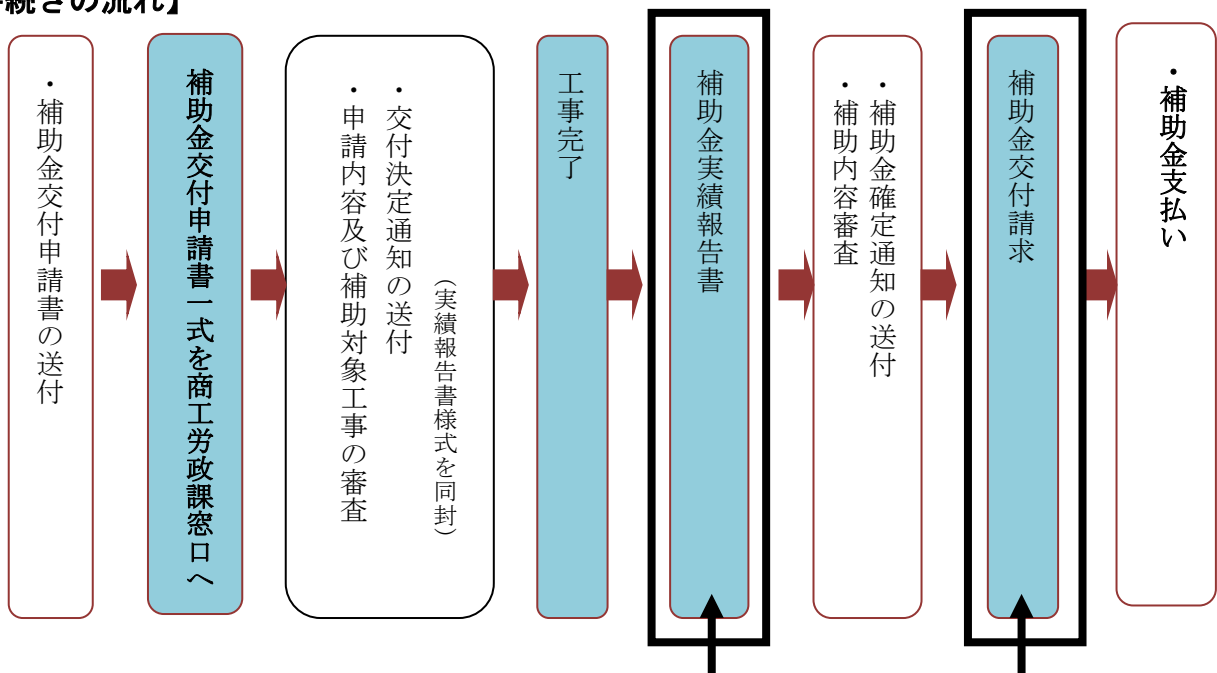 続きの流れ】
・補助金交付申請書の送付
補助金交付申請書一式を商工労政課窓口へ
・申請内容及び補助対象工事の審査
・交付決定通知の送付
（実績報告書様式を同封）
工事完了
補助金実績報告書
・補助内容審査
・補助金確定通知の送付
補助金交付請求
・補助金支払い